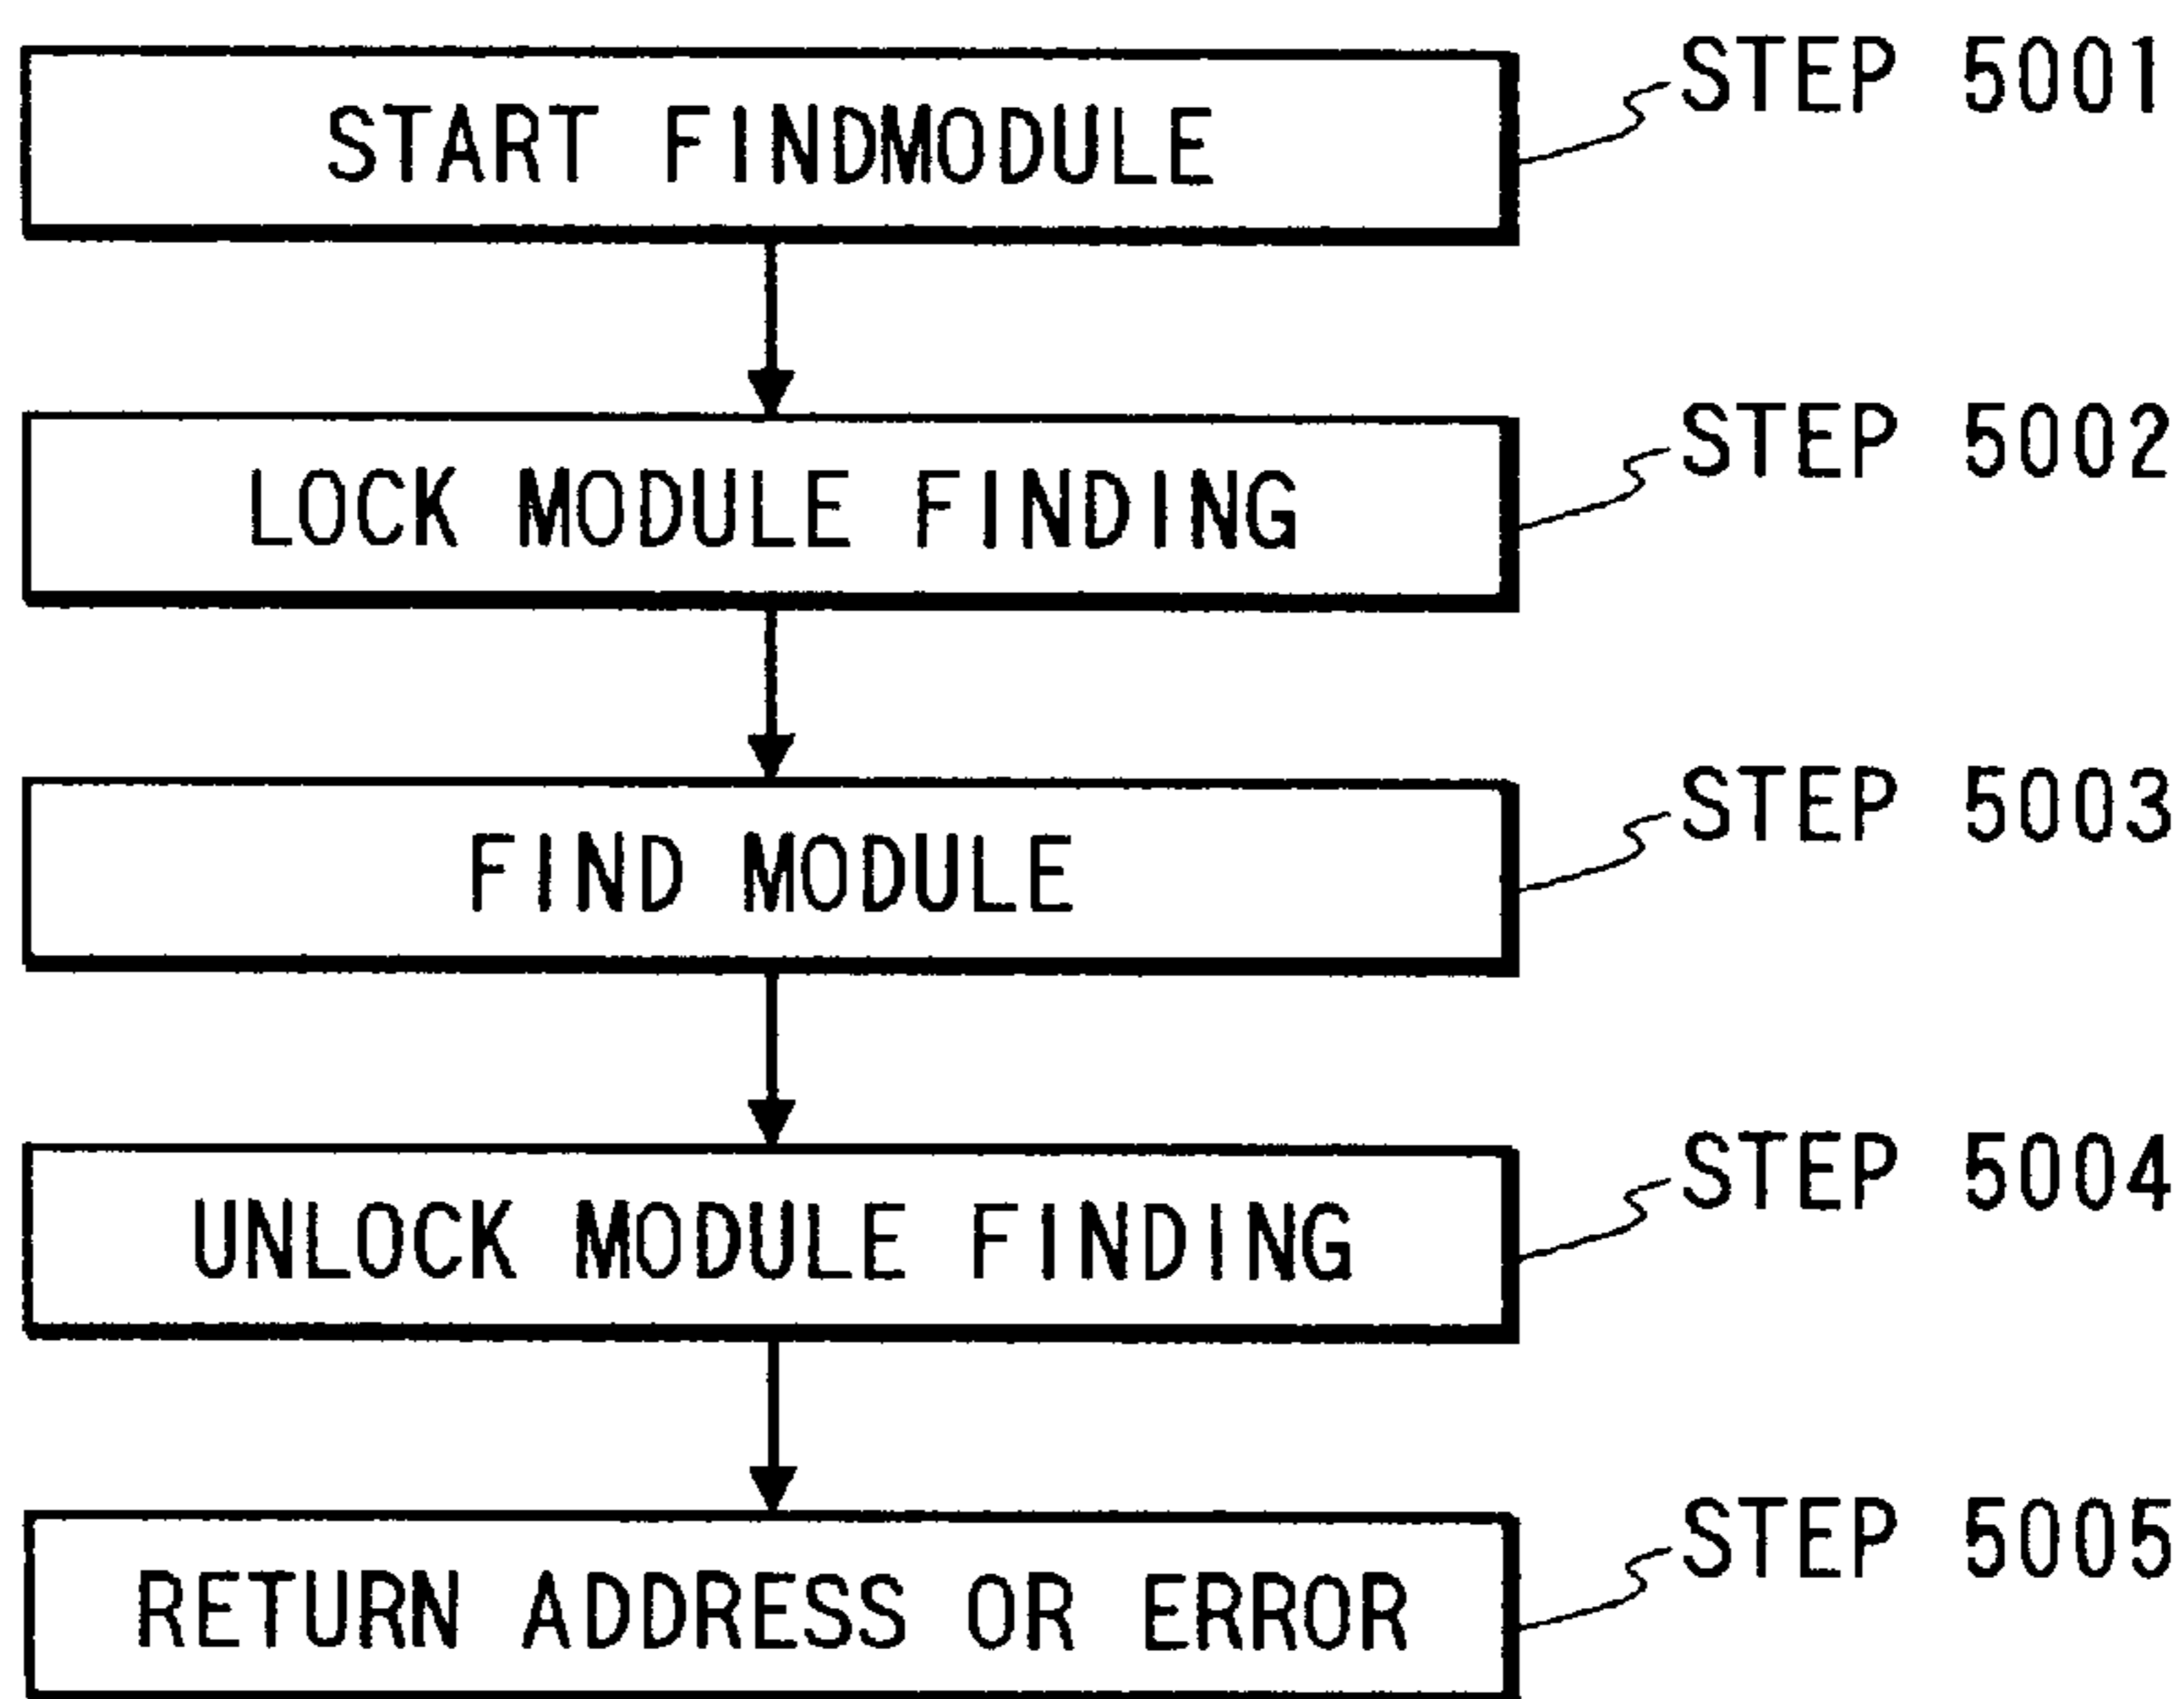 START FINDMODULE
STEP 5001
LOCK MODULE FINDING
STEP 5002
FIND MODULE
STEP 5003
UNLOCK MODULE FINDING
STEP 5004
RETURN ADDRESS OR ERROR
STEP 5005